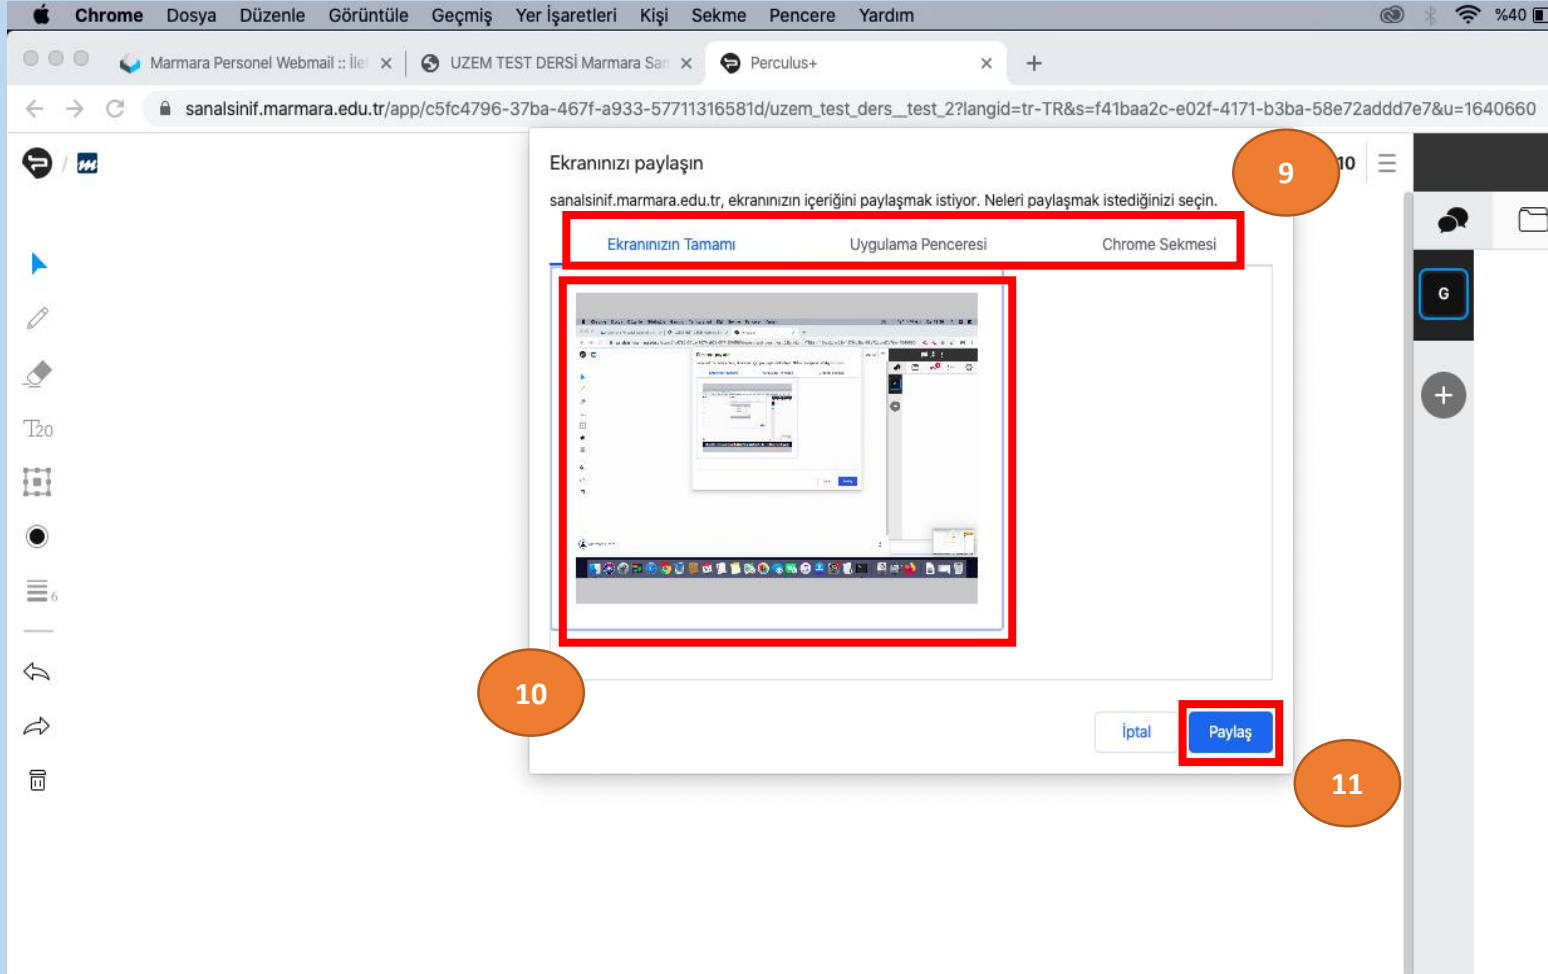 Chrome Dosya Düzenle Görüntüle Geçmiş Yer İşaretleri Kişi Sekme Pencere Yardım %40
Marmara Personel Webmail :: İle UZEM TEST DERSİ Marmara San Perculus+
sanalsinif.marmara.edu.tr/app/c5fc4796-37ba-467f-a933-57711316581d/uzem_test_ders__test_2?langid=tr-TR&s=f41baa2c-e02f-4171-b3ba-58e72addd7e7&u=1640660
Ekranınızı paylaşın
9
10
sanalsinif.marmara.edu.tr, ekranınızın içeriğini paylaşmak istiyor. Neleri paylaşmak istediğinizi seçin.
Ekranınızın Tamamı Uygulama Penceresi Chrome Sekmesi
G
T20
6
10
İptal Paylaş
11